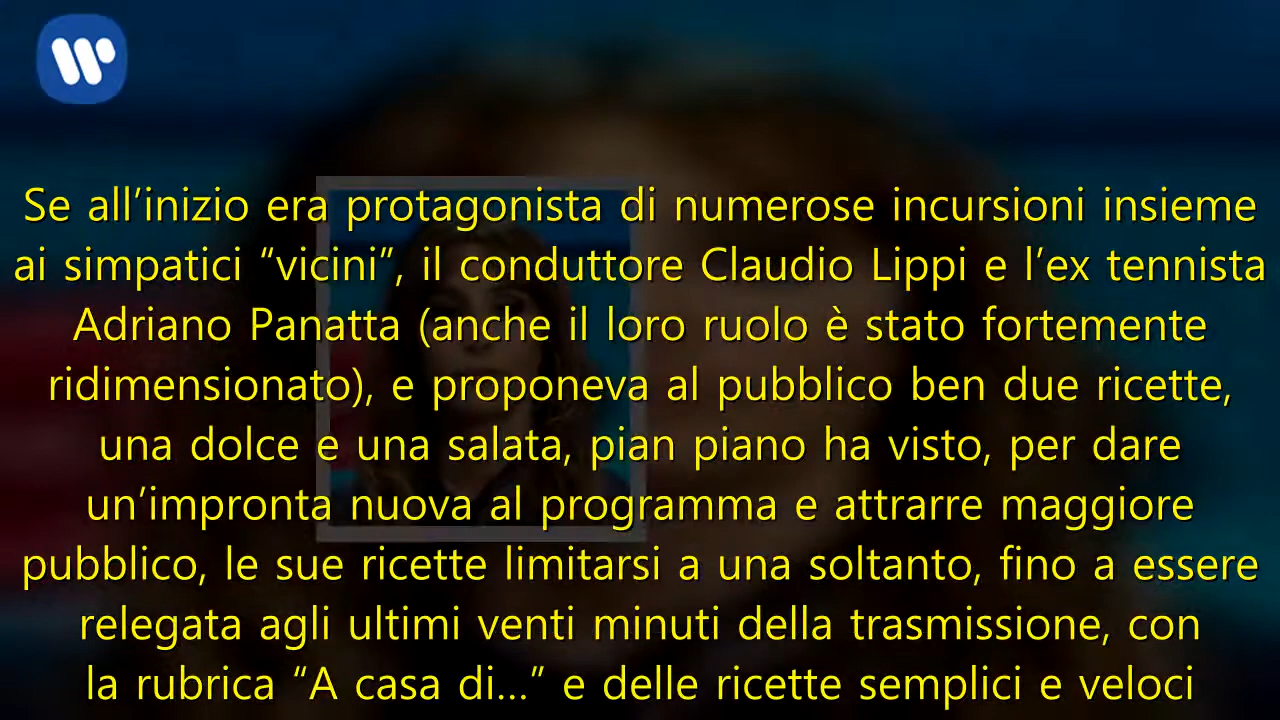 Se all’inizio era protagonista di numerose incursioni insieme
ai simpatici “vicini”, il conduttore Claudio Lippi e l’ex tennista
Adriano Panatta (anche il loro ruolo è stato fortemente
ridimensionato), e proponeva al pubblico ben due ricette,
una dolce e una salata, pian piano ha visto, per dare
un’impronta nuova al programma e attrarre maggiore
pubblico, le sue ricette limitarsi a una soltanto, fino a essere
relegata agli ultimi venti minuti della trasmissione, con
la rubrica “A casa di...” e delle ricette semplici e veloci